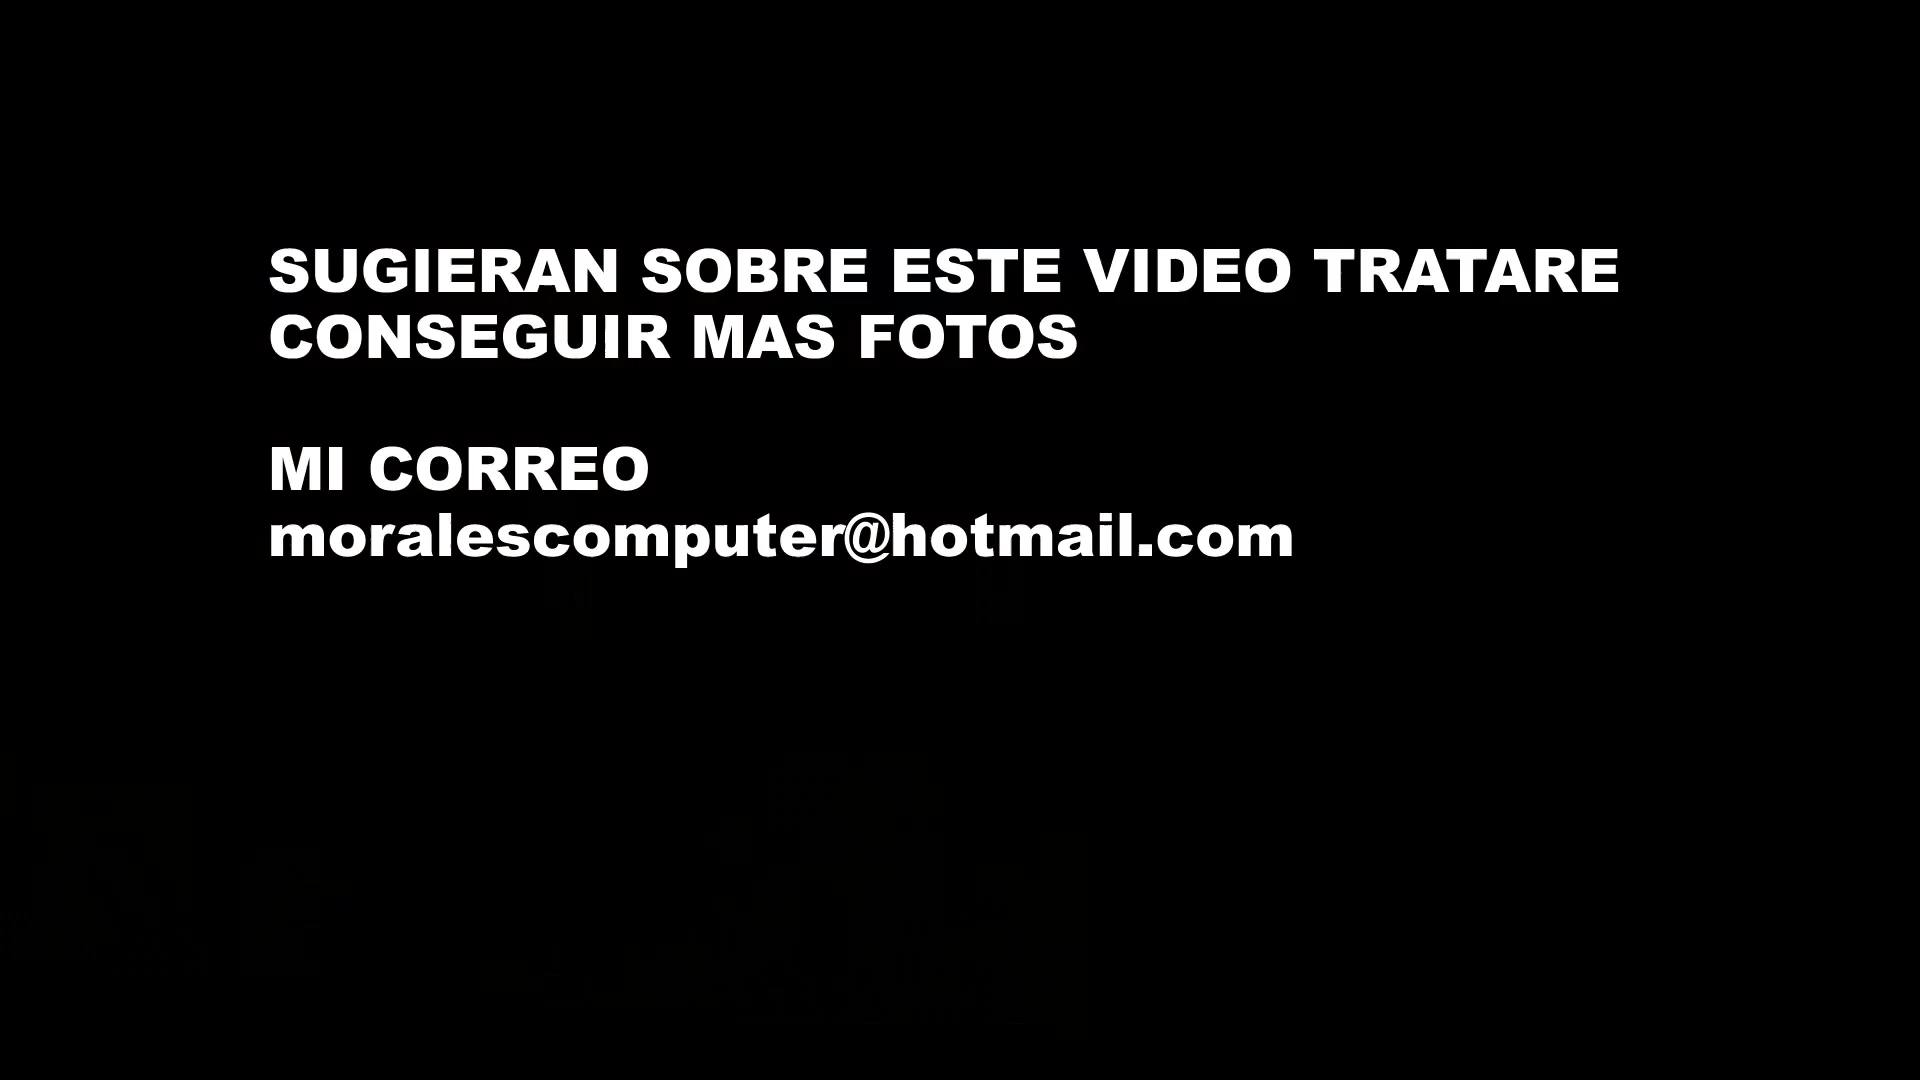 SUGIERAN SOBRE ESTE VIDEO TRATARE
CONSEGUIR MAS FOTOS
MI CORREO
moralescomputer@hotmail.com